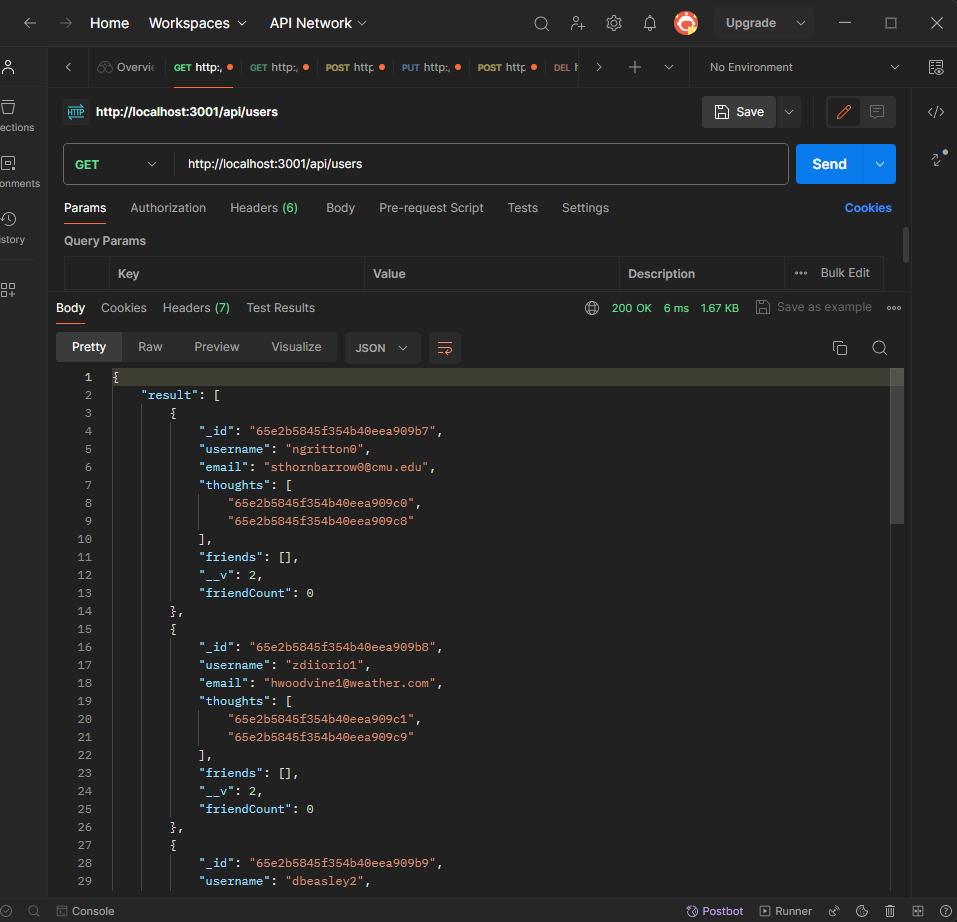 Home Workspaces API Network Upgrade
Overvi GET http:, GET http:, POST http PUT http:, POST http DEL h No Environment
HTTP http://localhost:3001/api/users Save
GET http://localhost:3001/api/users Send
Params Authorization Headers (6) Body Pre-request Script Tests Settings Cookies
Query Params
Key Value Description Bulk Edit
ections
onments
istory
Body Cookies Headers (7) Test Results 200 OK 6 ms 1.67 KB Save as example
Pretty Raw Preview Visualize JSON
1 {
2 "result": [
3 {
4 "_id": "65e2b5845f354b40eea909b7",
5 "username": "ngritton0",
6 "email": "sthornbarrow0@cmu.edu",
7 "thoughts": [
8 "65e2b5845f354b40eea909c0",
9 "65e2b5845f354b40eea909c8"
10 ],
11 "friends": [],
12 "__v": 2,
13 "friendCount": 0
14 },
15 {
16 "_id": "65e2b5845f354b40eea909b8",
17 "username": "zdiiorio1",
18 "email": "hwoodvine1@weather.com",
19 "thoughts": [
20 "65e2b5845f354b40eea909c1",
21 "65e2b5845f354b40eea909c9"
22 ],
23 "friends": [],
24 "__v": 2,
25 "friendCount": 0
26 },
27 {
28 "_id": "65e2b5845f354b40eea909b9",
29 "username": "dbeasley2",
Console Postbot Runner